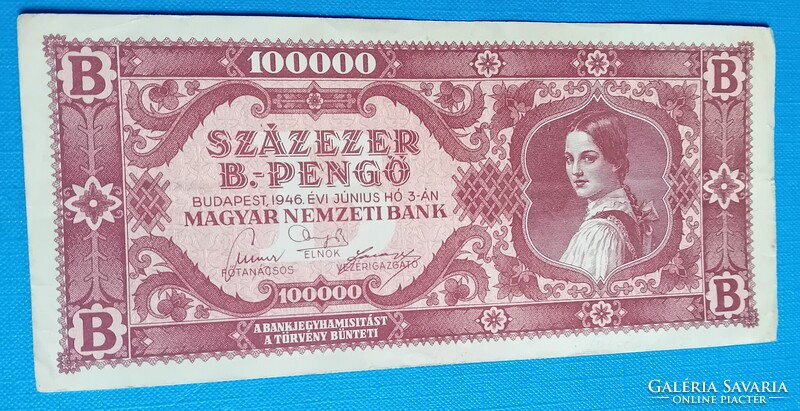 B 100000 B
SZÁZEZER
B.-PENGŐ
BUDAPEST, 1946. ÉVI JÚNIUS HÓ 3-ÁN
MAGYAR NEMZETI BANK
FŐTANÁCSOS ELNÖK VEZÉRIGAZGATÓ
100000
B A BANKJEGYHAMISITÁST B
A TÖRVÉNY BÜNTETI
GALÉRIA SAVARIA
ONLINE PIACTÉR